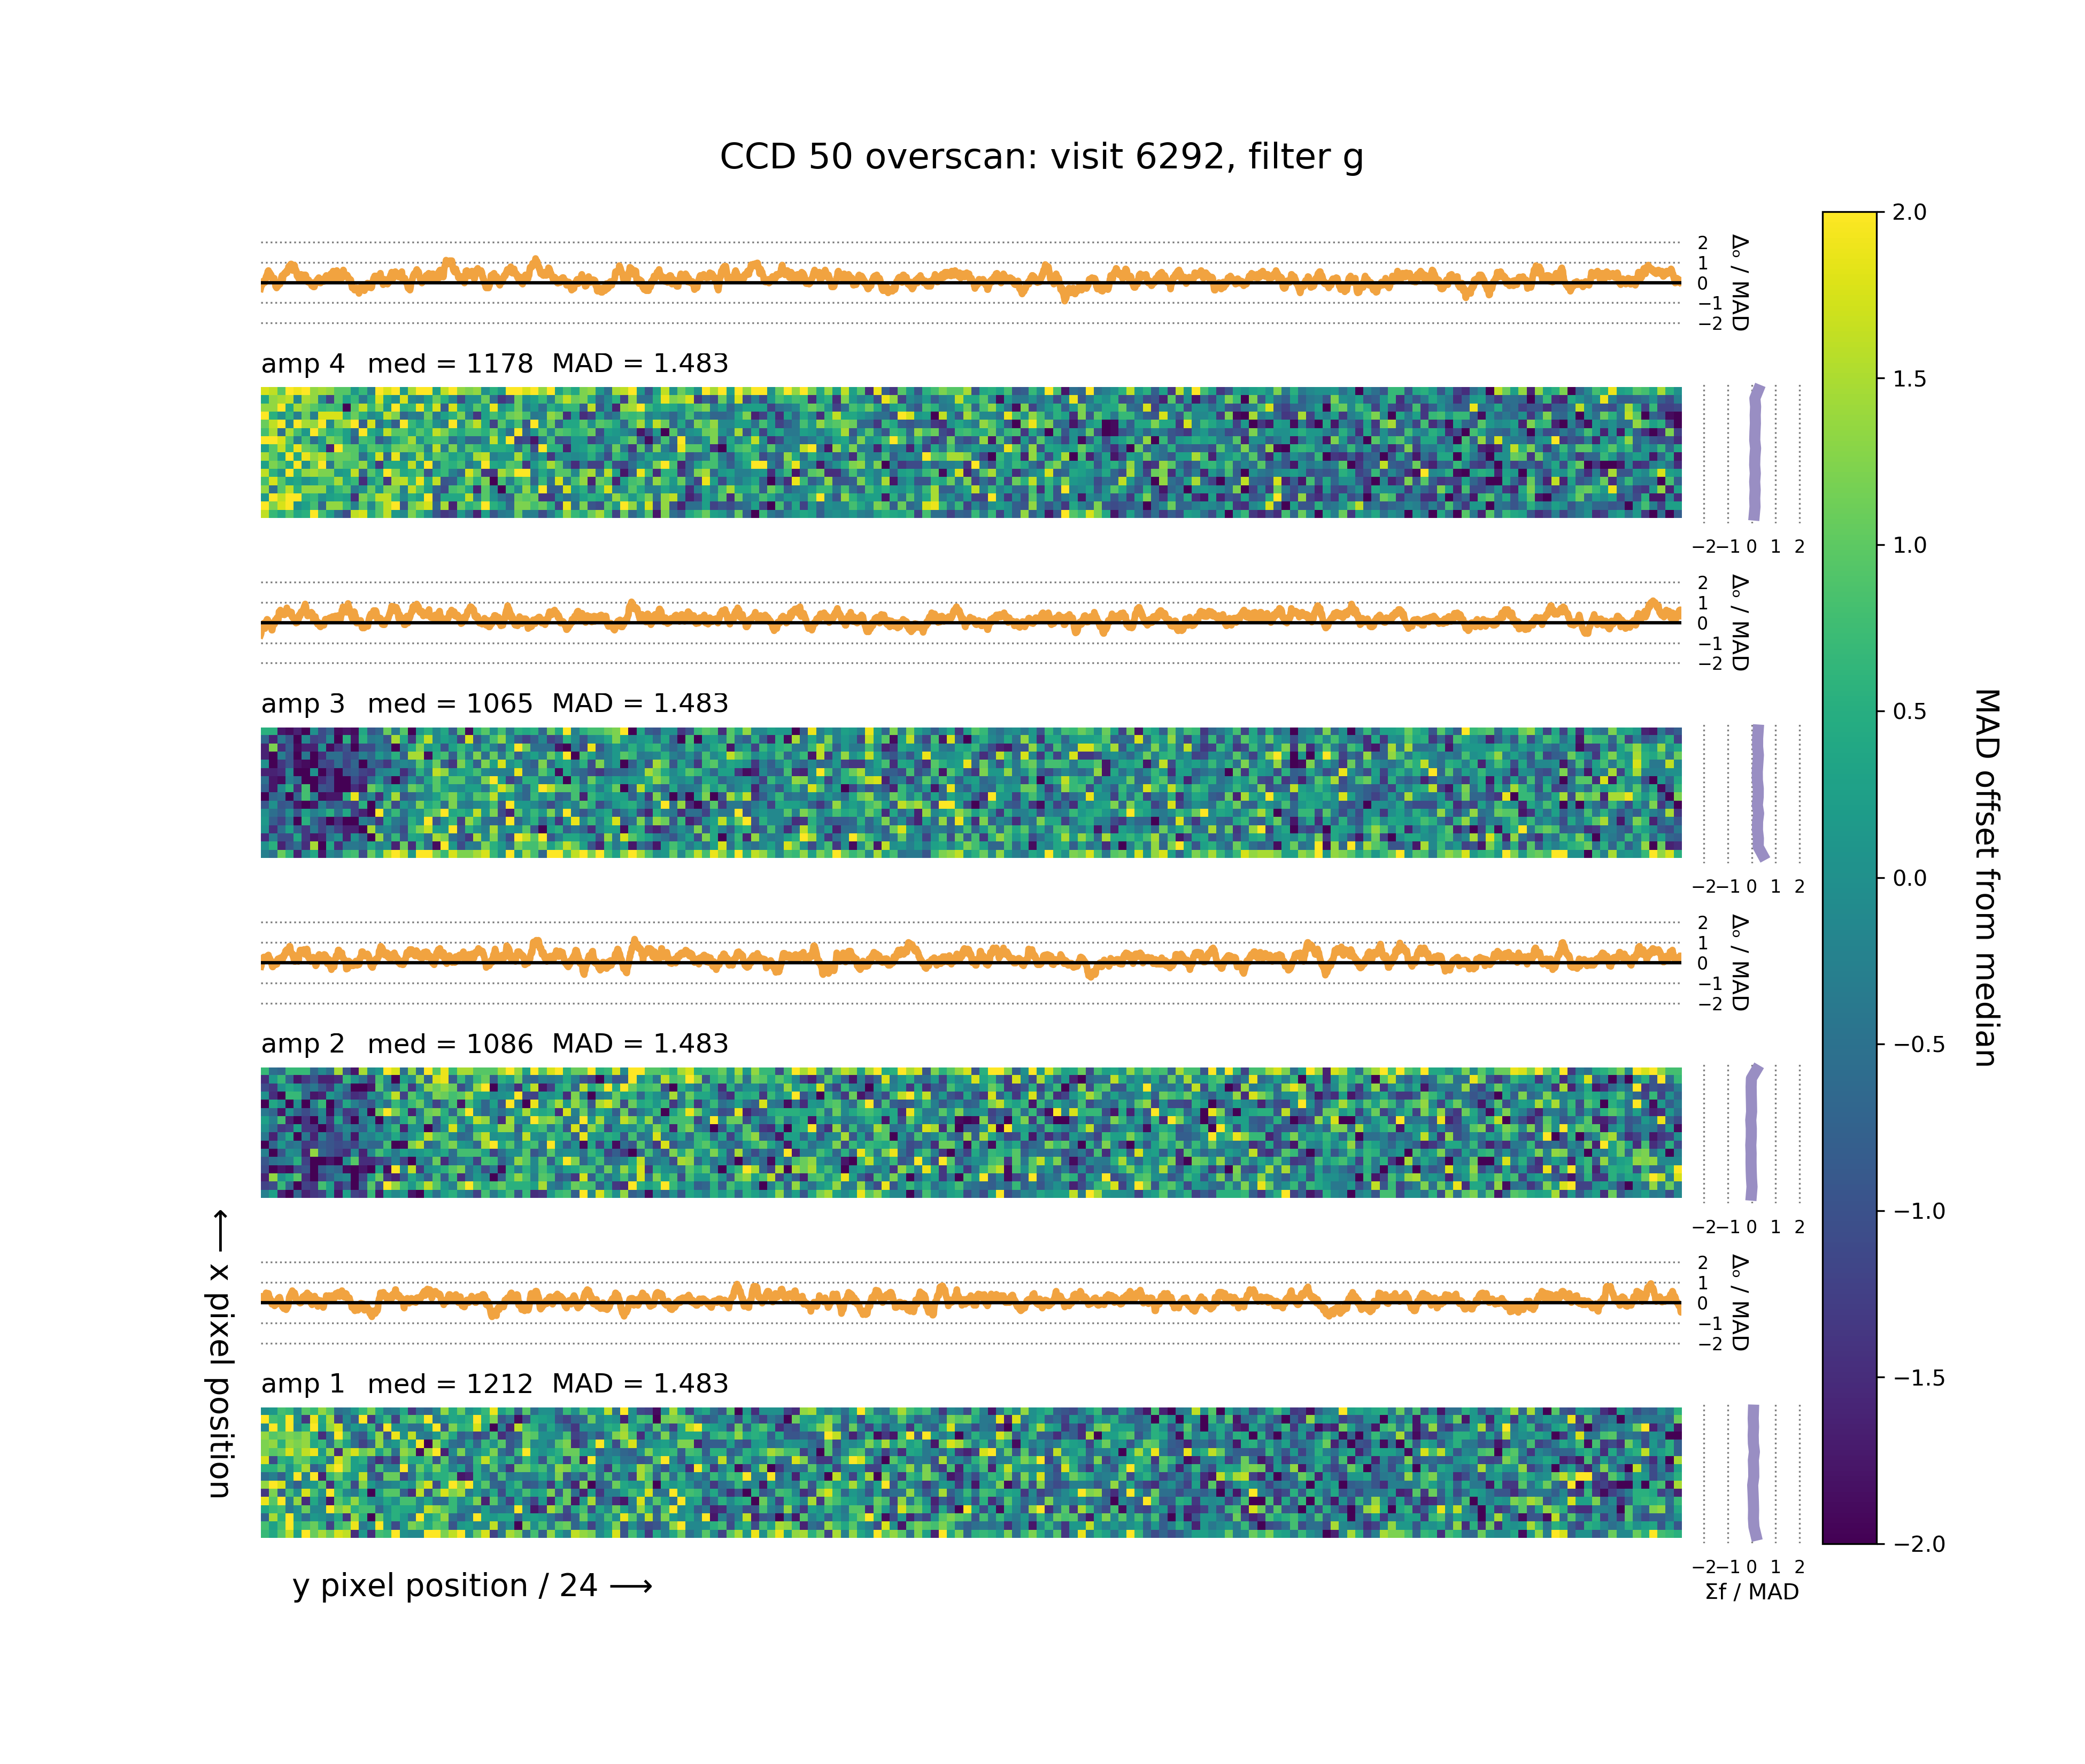 CCD 50 overscan: visit 6292, filter g
2
1
0
−1
−2
Δₒ / MAD
amp 4 med = 1178 MAD = 1.483
−2 −1 0 1 2
2
1
0
−1
−2
Δₒ / MAD
amp 3 med = 1065 MAD = 1.483
−2 −1 0 1 2
2
1
0
−1
−2
Δₒ / MAD
amp 2 med = 1086 MAD = 1.483
−2 −1 0 1 2
2
1
0
−1
−2
Δₒ / MAD
amp 1 med = 1212 MAD = 1.483
−2 −1 0 1 2
Σf / MAD
⟵ x pixel position
y pixel position / 24 ⟶
2.0
1.5
1.0
0.5
0.0
−0.5
−1.0
−1.5
−2.0
MAD offset from median